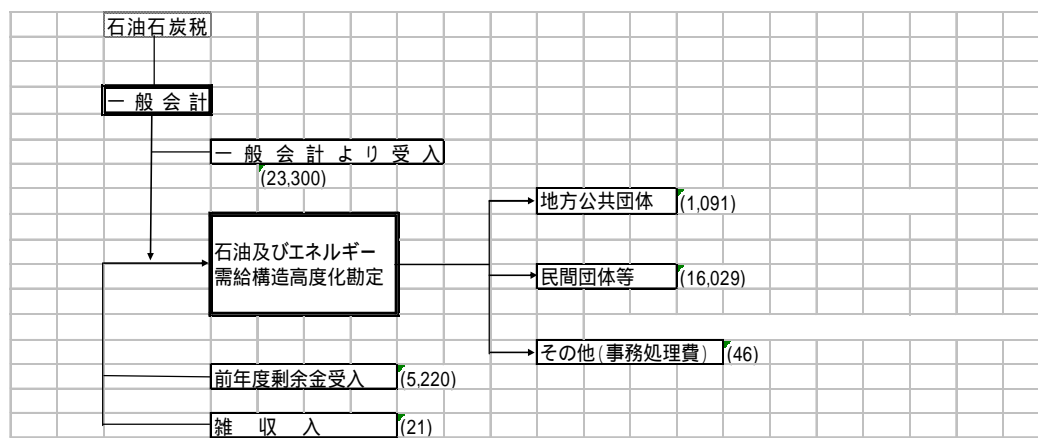 石油石炭税
一般会計
一般会計より受入
(23,300)
地方公共団体 (1,091)
石油及びエネルギー
需給構造高度化勘定
民間団体等 (16,029)
その他(事務処理費) (46)
前年度剰余金受入 (5,220)
雑収入 (21)